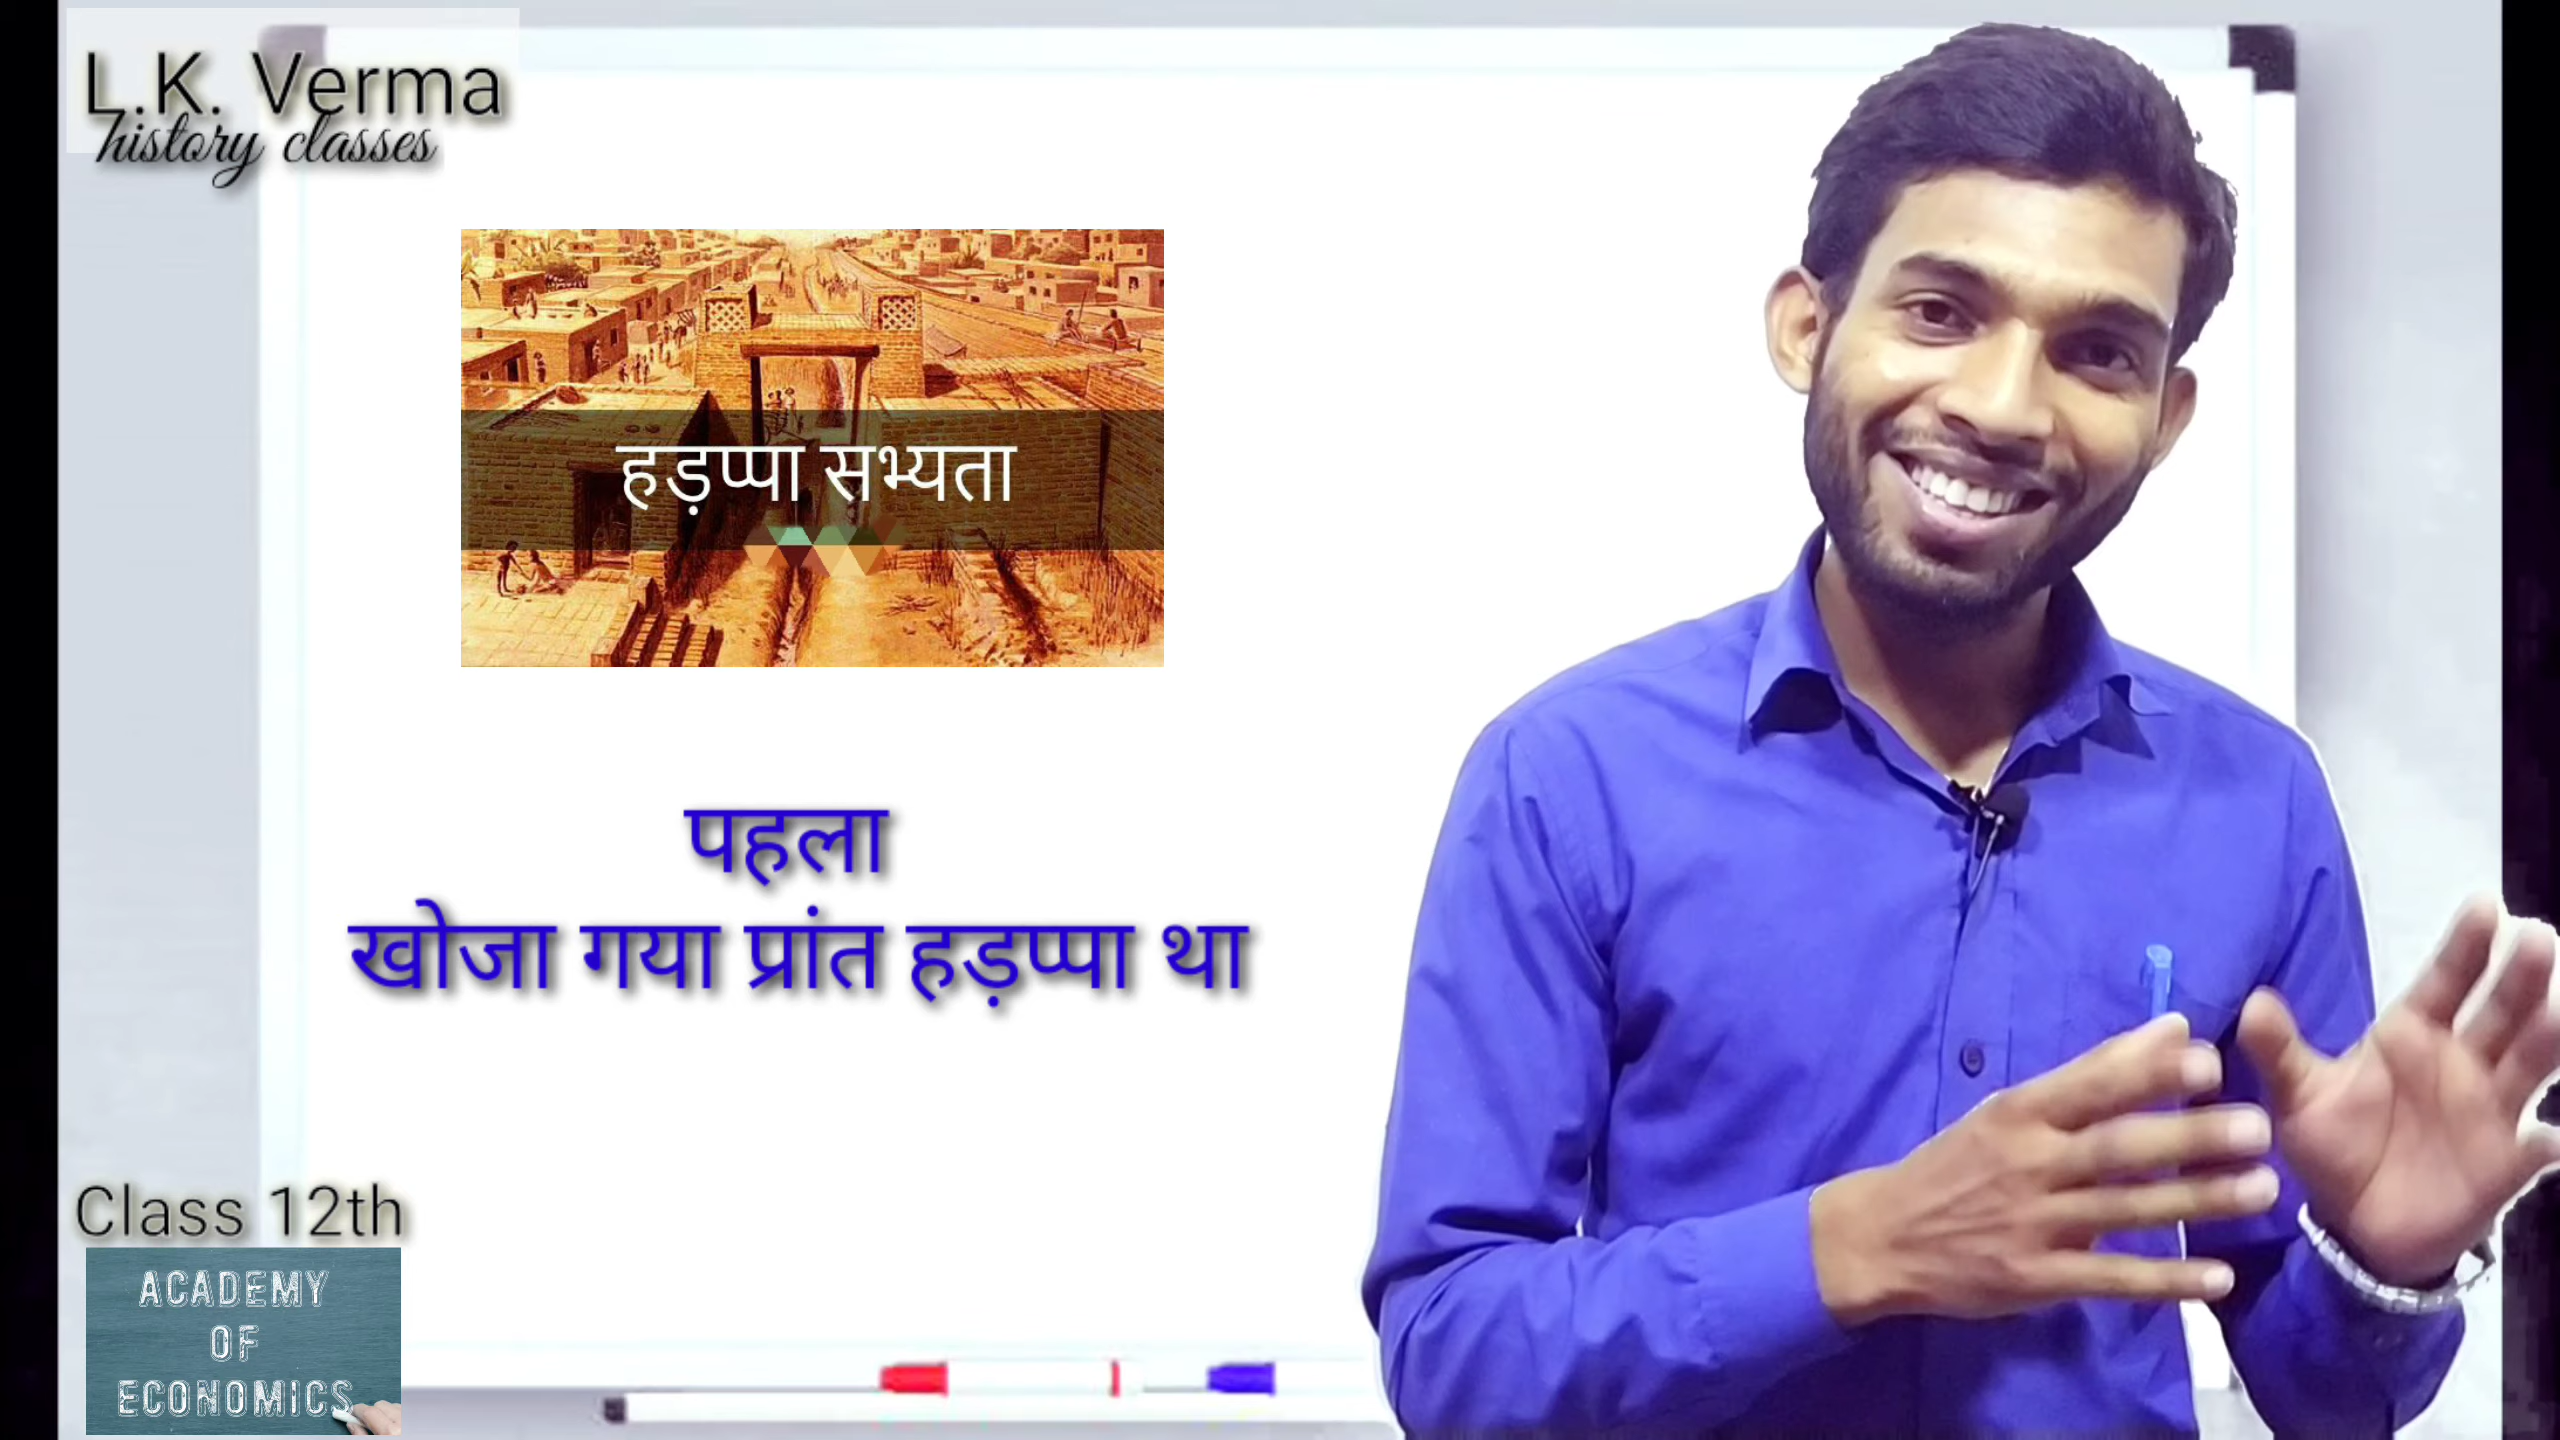 L.K. Verma
history classes
हड़प्पा सभ्यता
पहला
खोजा गया प्रांत हड़प्पा था
Class 12th
ACADEMY
OF
ECONOMICS